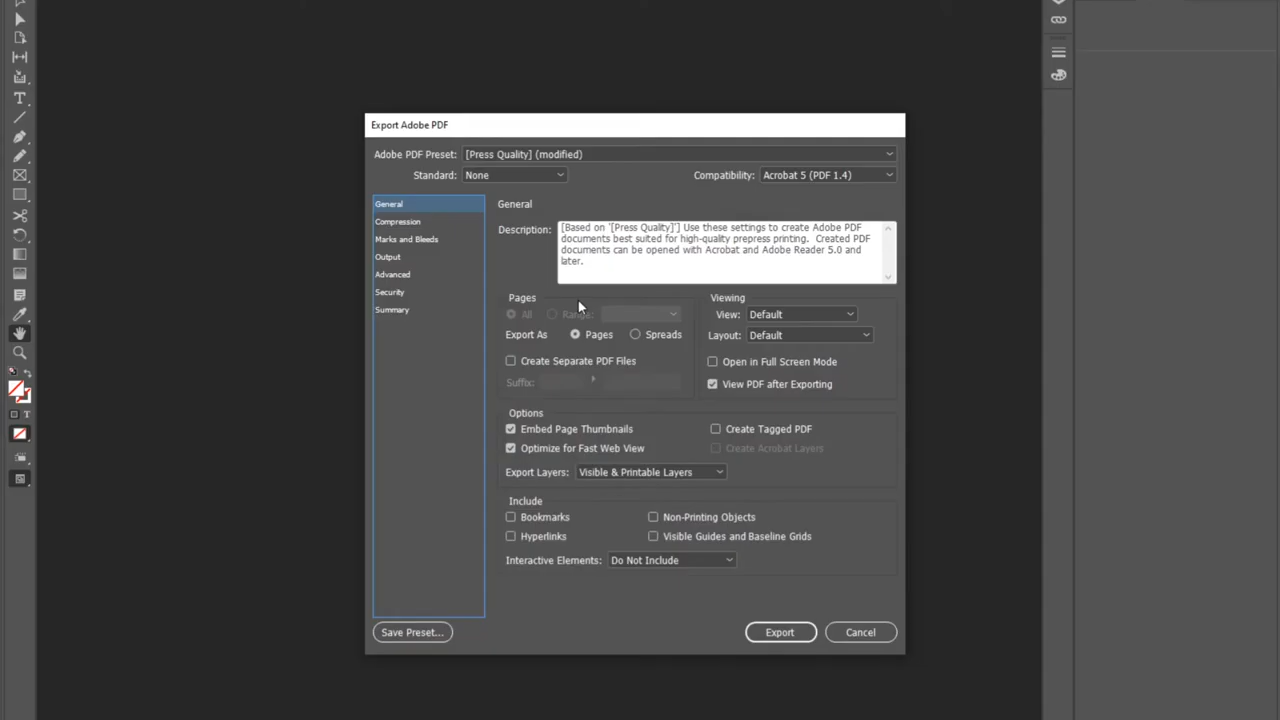 Export Adobe PDF
Adobe PDF Preset: [Press Quality] (modified)
Standard: None
Compatibility: Acrobat 5 (PDF 1.4)
General
Compression
Marks and Bleeds
Output
Advanced
Security
Summary
General
Description: [Based on '[Press Quality]'] Use these settings to create Adobe PDF
documents best suited for high-quality prepress printing. Created PDF
documents can be opened with Acrobat and Adobe Reader 5.0 and
later.
Pages
All Range:
Export As Pages Spreads
Create Separate PDF Files
Suffix:
Viewing
View: Default
Layout: Default
Open in Full Screen Mode
View PDF after Exporting
Options
Embed Page Thumbnails
Create Tagged PDF
Optimize for Fast Web View
Create Acrobat Layers
Export Layers: Visible & Printable Layers
Include
Bookmarks
Non-Printing Objects
Hyperlinks
Visible Guides and Baseline Grids
Interactive Elements: Do Not Include
Save Preset...
Export
Cancel